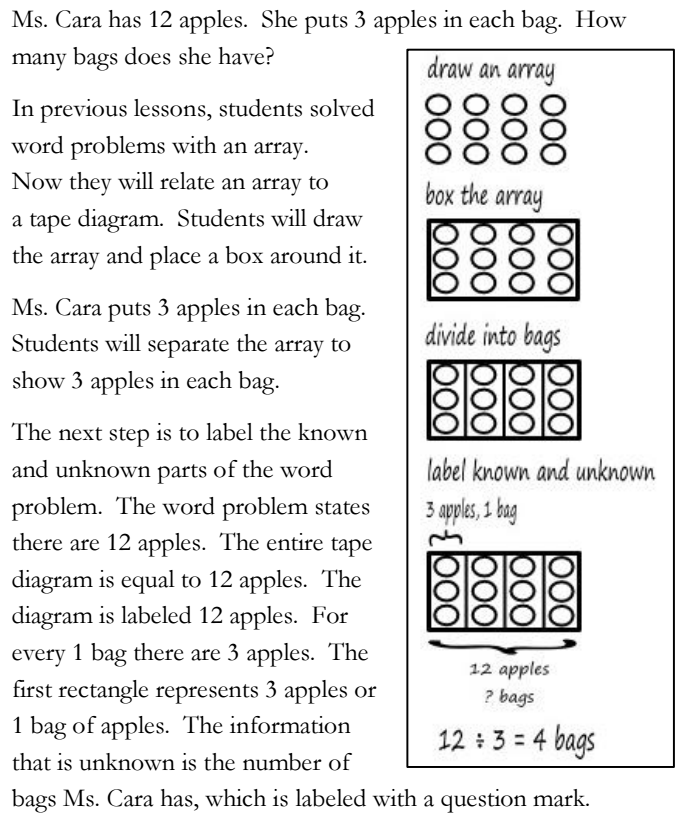 Ms. Cara has 12 apples.  She puts 3 apples in each bag.  How
many bags does she have?
In previous lessons, students solved
word problems with an array.
Now they will relate an array to
a tape diagram.  Students will draw
the array and place a box around it.
Ms. Cara puts 3 apples in each bag.
Students will separate the array to
show 3 apples in each bag.
The next step is to label the known
and unknown parts of the word
problem.  The word problem states
there are 12 apples.  The entire tape
diagram is equal to 12 apples.  The
diagram is labeled 12 apples.  For
every 1 bag there are 3 apples.  The
first rectangle represents 3 apples or
1 bag of apples.  The information
that is unknown is the number of
bags Ms. Cara has, which is labeled with a question mark.
draw an array
box the array
divide into bags
label known and unknown
3 apples, 1 bag
12 apples
? bags
12 ÷ 3 = 4 bags